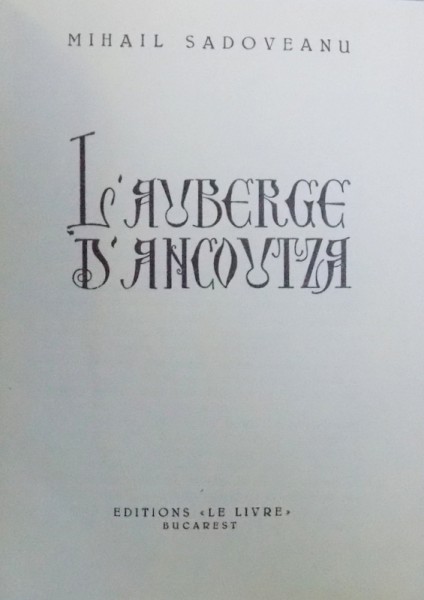 MIHAIL SADOVEANU
L'AUBERGE
D'ANCOUTZA
EDITIONS «LE LIVRE»
BUCAREST